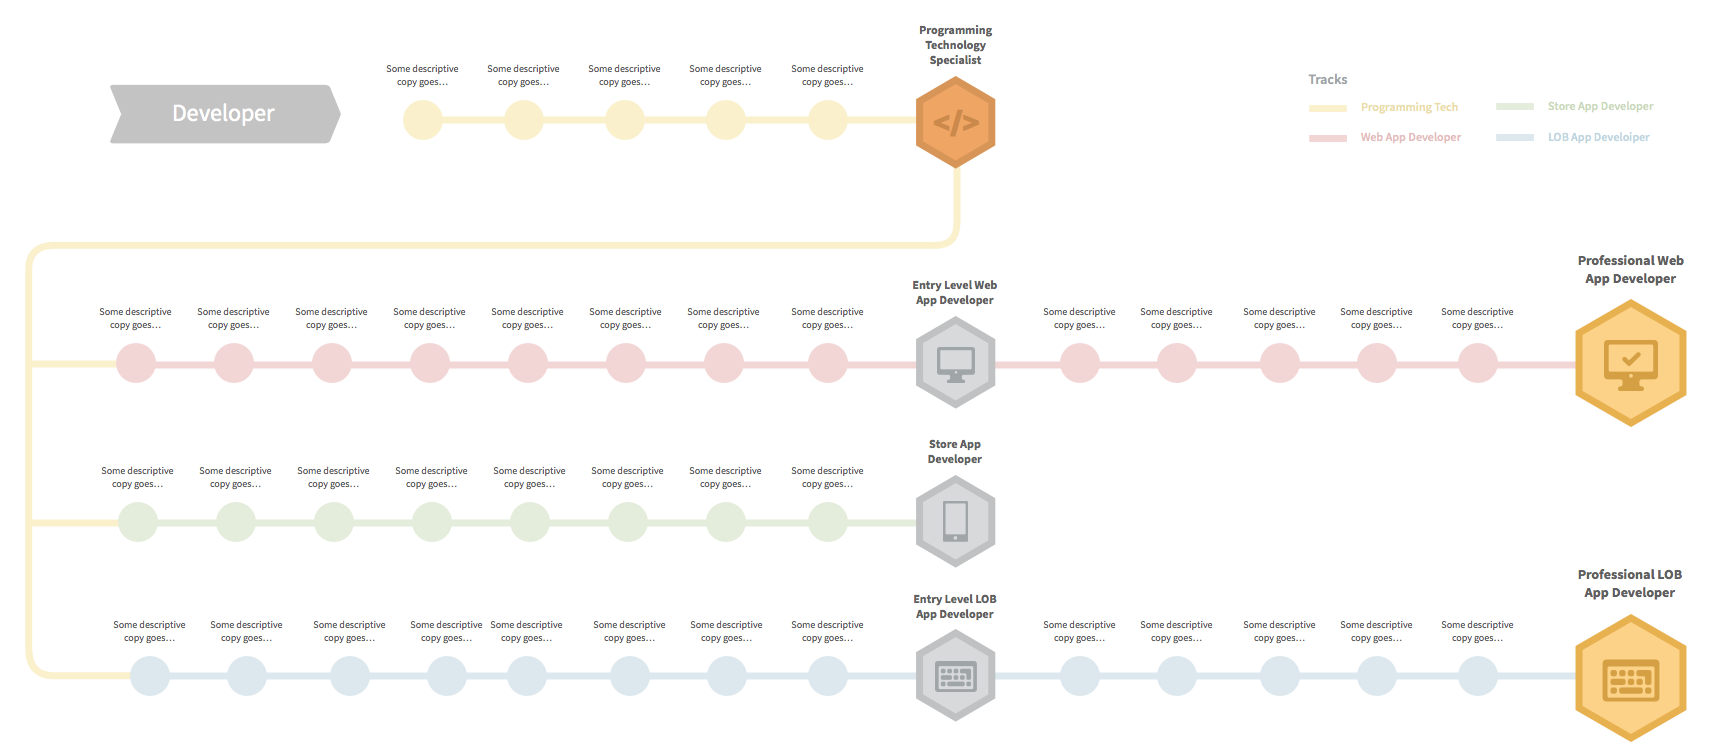 Programming
Technology
Specialist
Some descriptive
copy goes...
Some descriptive
copy goes...
Some descriptive
copy goes...
Some descriptive
copy goes...
Some descriptive
copy goes...
Developer
Tracks
Programming Tech
Store App Developer
Web App Developer
LOB App Develoiper
Entry Level Web
App Developer
Professional Web
App Developer
Some descriptive
copy goes...
Some descriptive
copy goes...
Some descriptive
copy goes...
Some descriptive
copy goes...
Some descriptive
copy goes...
Some descriptive
copy goes...
Some descriptive
copy goes...
Some descriptive
copy goes...
Some descriptive
copy goes...
Some descriptive
copy goes...
Some descriptive
copy goes...
Some descriptive
copy goes...
Some descriptive
copy goes...
Store App
Developer
Some descriptive
copy goes...
Some descriptive
copy goes...
Some descriptive
copy goes...
Some descriptive
copy goes...
Some descriptive
copy goes...
Some descriptive
copy goes...
Some descriptive
copy goes...
Some descriptive
copy goes...
Entry Level LOB
App Developer
Professional LOB
App Developer
Some descriptive
copy goes...
Some descriptive
copy goes...
Some descriptive
copy goes...
Some descriptive
copy goes...
Some descriptive
copy goes...
Some descriptive
copy goes...
Some descriptive
copy goes...
Some descriptive
copy goes...
Some descriptive
copy goes...
Some descriptive
copy goes...
Some descriptive
copy goes...
Some descriptive
copy goes...
Some descriptive
copy goes...